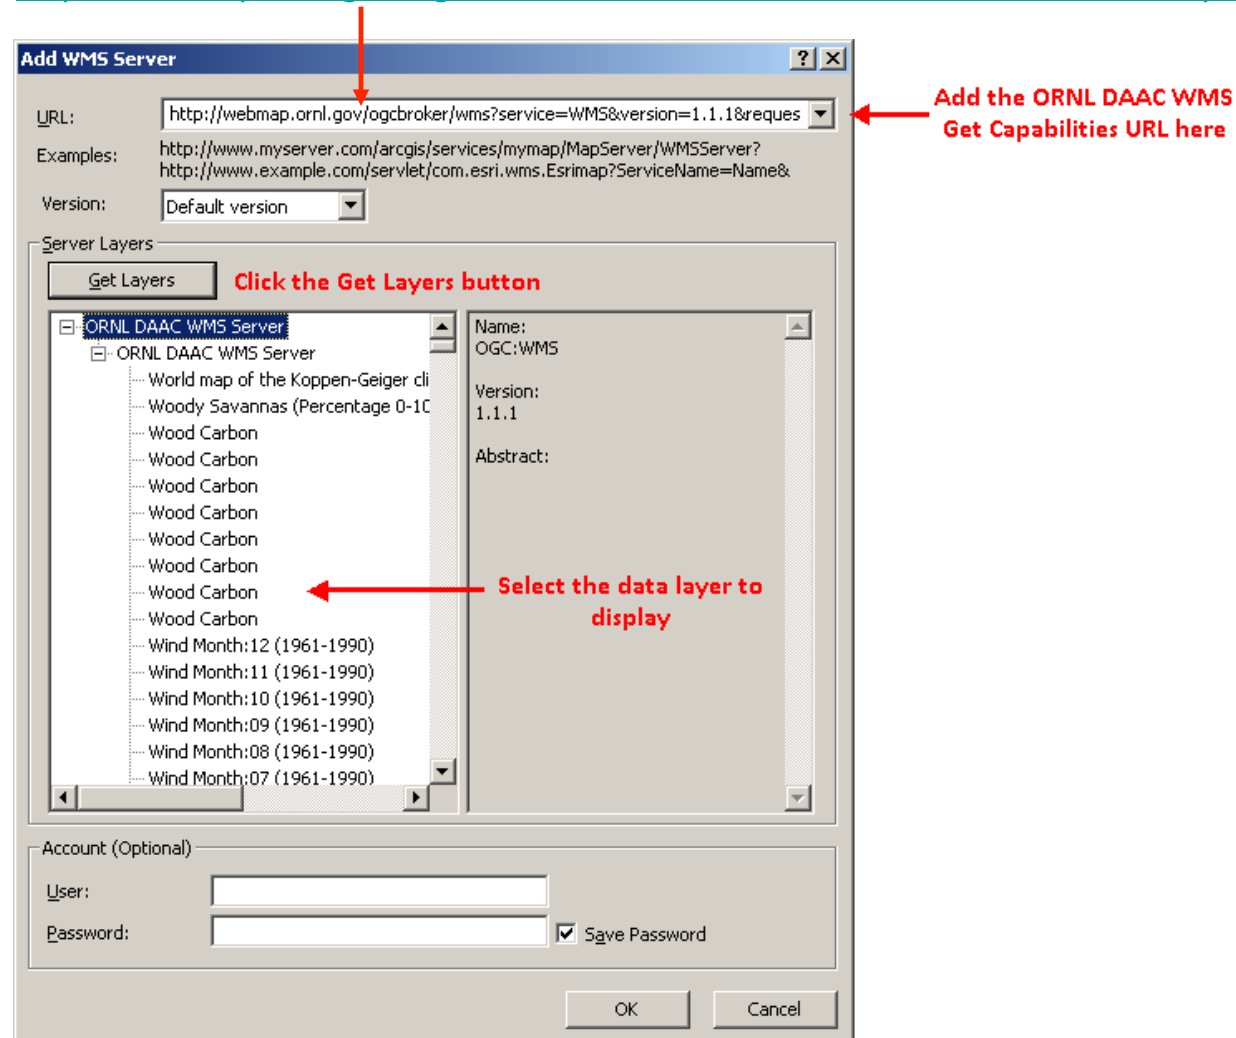 Add WMS Server
URL:
http://webmap.ornl.gov/ogcbroker/wms?service=WMS&version=1.1.1&reques
Add the ORNL DAAC WMS
Get Capabilities URL here
Examples:
http://www.myserver.com/arcgis/services/mymap/MapServer/WMSServer?
http://www.example.com/servlet/com.esri.wms.Esrimap?ServiceName=Name&
Version:
Default version
Server Layers
Get Layers
Click the Get Layers button
ORNL DAAC WMS Server
ORNL DAAC WMS Server
World map of the Koppen-Geiger cli
Woody Savannas (Percentage 0-10
Wood Carbon
Wood Carbon
Wood Carbon
Wood Carbon
Wood Carbon
Wood Carbon
Wood Carbon
Wood Carbon
Wind Month:12 (1961-1990)
Wind Month:11 (1961-1990)
Wind Month:10 (1961-1990)
Wind Month:09 (1961-1990)
Wind Month:08 (1961-1990)
Wind Month:07 (1961-1990)
Name:
OGC:WMS
Version:
1.1.1
Abstract:
Select the data layer to
display
Account (Optional)
User:
Password:
Save Password
OK
Cancel